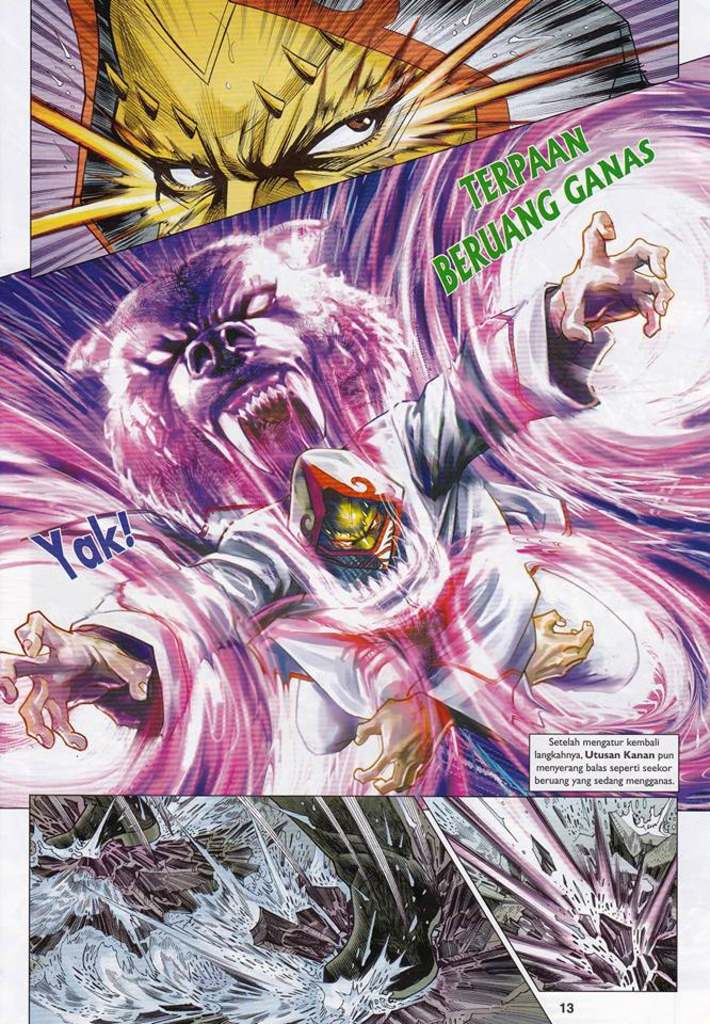 TERPAAN
BERUANG GANAS
Yak!
Setelah mengatur kembali
langkahnya, Utusan Kanan pun
menyerang balas seperti seekor
beruang yang sedang mengganas.
13